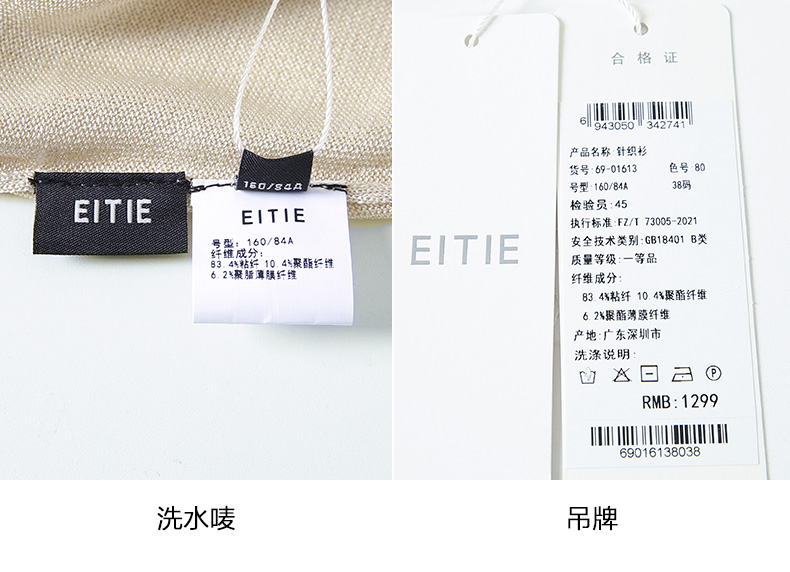 EITIE
160/84A
EITIE
号型: 160/84A
纤维成分:
83.4%粘纤 10.4%聚酯纤维
6.2%聚脂薄膜纤维
洗水唛
EITIE
合格证
6 943050 342741
产品名称: 针织衫
货号: 69-01613 色号 80
号型: 160/84A 38码
检验员: 45
执行标准: FZ/T 73005-2021
安全技术类别: GB18401 B类
质量等级: 一等品
纤维成分:
83.4%粘纤 10.4%聚酯纤维
6.2%聚酯薄膜纤维
产地: 广东深圳市
洗涤说明:
P
RMB: 1299
69016138038
吊牌